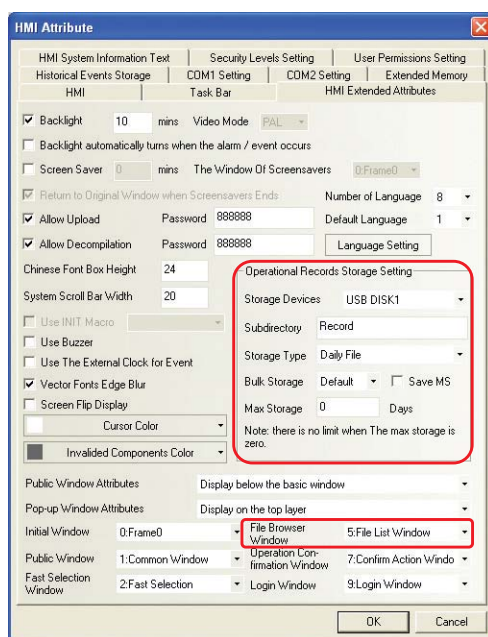 HMI Attribute
HMI System Information Text Security Levels Setting User Permissions Setting
Historical Events Storage COM1 Setting COM2 Setting Extended Memory
HMI Task Bar HMI Extended Attributes
Backlight 10 mins Video Mode PAL
Backlight automatically turns when the alarm / event occurs
Screen Saver 0 mins The Window Of Screensavers 0:Frame0
Return to Original Window when Screensavers Ends Number of Language 8
Allow Upload Password 888888 Default Language 1
Allow Decompilation Password 888888 Language Setting
Chinese Font Box Height 24 Operational Records Storage Setting
System Scroll Bar Width 20 Storage Devices USB DISK1
Use INIT Macro Subdirectory Record
Use Buzzer
Use The External Clock for Event Storage Type Daily File
Vector Fonts Edge Blur Bulk Storage Default Save MS
Screen Flip Display Max Storage 0 Days
Cursor Color Note: there is no limit when The max storage is
zero.
Invalided Components Color
Public Window Attributes Display below the basic window
Pop-up Window Attributes Display on the top layer
Initial Window 0:Frame0 File Browser Window 5:File List Window
Public Window 1:Common Window Operation Con-firmation Window 7:Confirm Action Windo
Fast Selection Window 2:Fast Selection Login Window 9:Login Window
OK Cancel